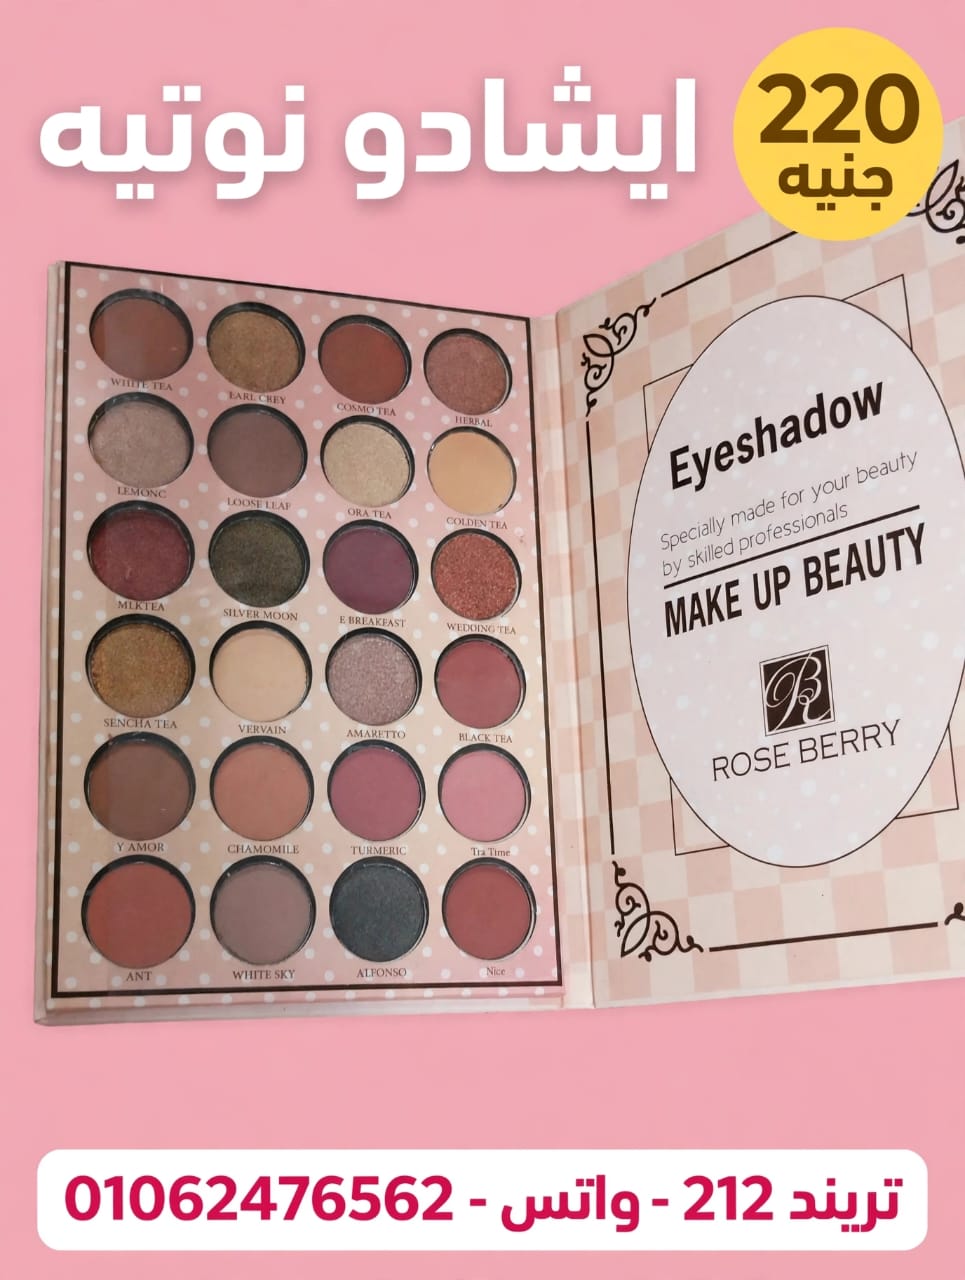 ايشادو نوتيه
220
جنيه
WHITE TEA
EARL CREY
COSMO TEA
HERBAL
LEMONC
LOOSE LEAF
ORA TEA
COLDEN TEA
MLKTEA
SILVER MOON
E BREAKFAST
WEDDING TEA
SENCHA TEA
VERVAIN
AMARETTO
BLACK TEA
Y AMOR
CHAMOMILE
TURMERIC
Tra Time
ANT
WHITE SKY
ALFONSO
Nice
Eyeshadow
Specially made for your beauty
by skilled professionals
MAKE UP BEAUTY
R
ROSE BERRY
تريند 212 - واتس - 01062476562